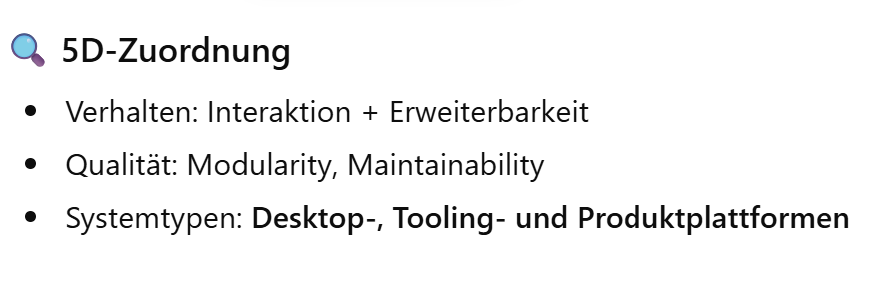 🔍 5D-Zuordnung
• Verhalten: Interaktion + Erweiterbarkeit
• Qualität: Modularity, Maintainability
• Systemtypen: Desktop-, Tooling- und Produktplattformen